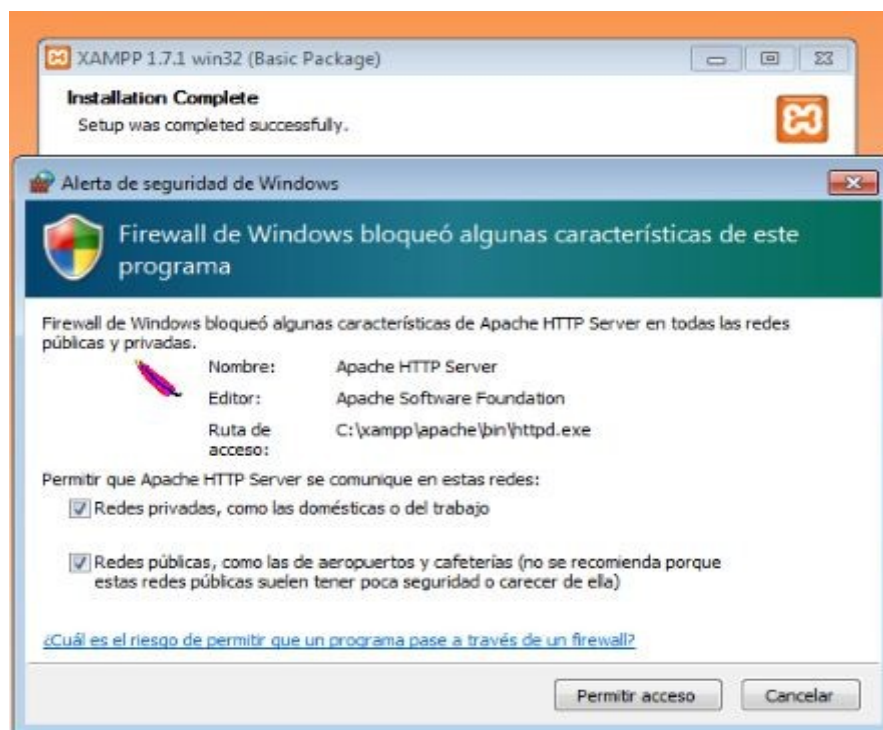 XAMPP 1.7.1 win32 (Basic Package)
Installation Complete
Setup was completed successfully.
Alerta de seguridad de Windows
Firewall de Windows bloqueó algunas características de este
programa
Firewall de Windows bloqueó algunas características de Apache HTTP Server en todas las redes
públicas y privadas.
Nombre: Apache HTTP Server
Editor: Apache Software Foundation
Ruta de C:\xampp\apache\bin\httpd.exe
acceso:
Permitir que Apache HTTP Server se comunique en estas redes:
Redes privadas, como las domésticas o del trabajo
Redes públicas, como las de aeropuertos y cafeterías (no se recomienda porque
estas redes públicas suelen tener poca seguridad o carecer de ella)
¿Cuál es el riesgo de permitir que un programa pase a través de un firewall?
Permitir acceso Cancelar